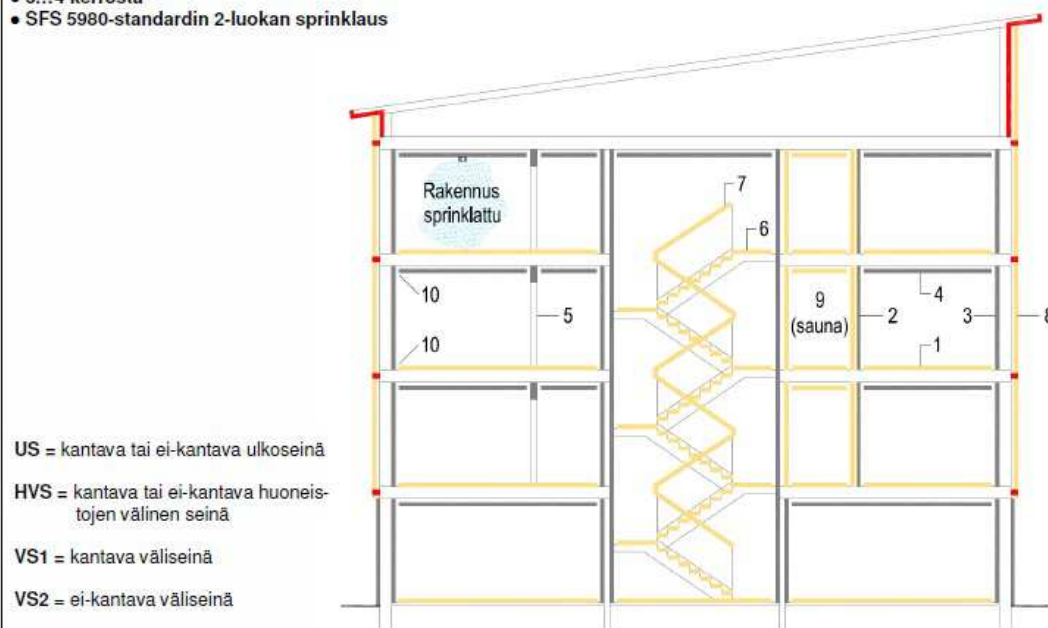 • SFS 5980-standardin 2-luokan sprinklaus
Rakennus
sprinklattu
7
6
10
5
9
(sauna)
2
4
3
8
10
1
US = kantava tai ei-kantava ulkoseinä
HVS = kantava tai ei-kantava huoneis-
tojen välinen seinä
VS1 = kantava väliseinä
VS2 = ei-kantava väliseinä